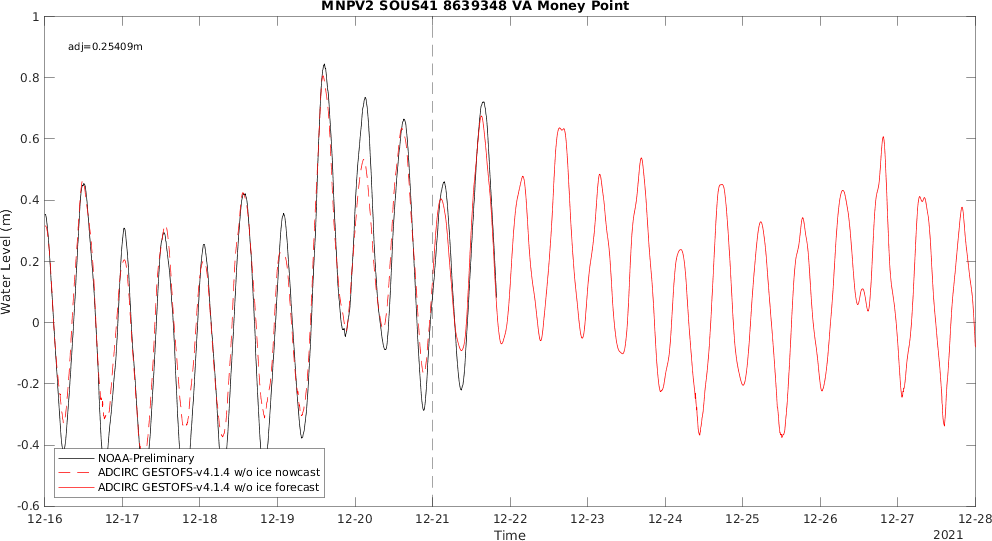 MNPV2 SOUS41 8639348 VA Money Point
adj=0.25409m
Water Level (m)
1
0.8
0.6
0.4
0.2
0
-0.2
-0.4
-0.6
NOAA-Preliminary
ADCIRC GESTOFS-v4.1.4 w/o ice nowcast
ADCIRC GESTOFS-v4.1.4 w/o ice forecast
12-16 12-17 12-18 12-19 12-20 12-21 12-22 12-23 12-24 12-25 12-26 12-27 12-28
Time
2021